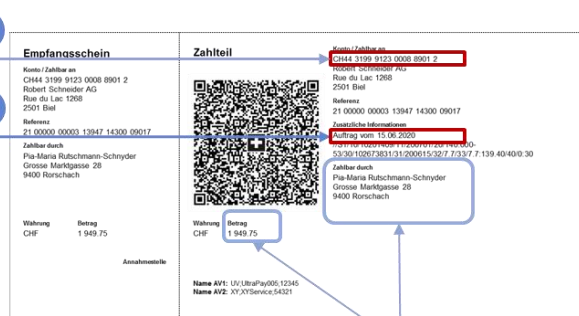 Empfangsschein
Konto / Zahlbar an
CH44 3199 9123 0008 8901 2
Robert Schneider AG
Rue du Lac 1268
2501 Biel
Referenz
21 00000 00003 13947 14300 09017
Zahlbar durch
Pia-Maria Rutschmann-Schnyder
Grosse Marktgasse 28
9400 Rorschach
Währung Betrag
CHF 1 949.75
Annahmestelle
Zahlteil
Währung Betrag
CHF 1 949.75
Name AV1: UV;UltraPay005;12345
Name AV2: XY;XYService;54321
Konto / Zahlbar an
CH44 3199 9123 0008 8901 2
Robert Schneider AG
Rue du Lac 1268
2501 Biel
Referenz
21 00000 00003 13947 14300 09017
Zusätzliche Informationen
Auftrag vom 15.06.2020
53/30/102673831/31/200615/32/7.7/33/7.7:139.40/40/0:30
Zahlbar durch
Pia-Maria Rutschmann-Schnyder
Grosse Marktgasse 28
9400 Rorschach